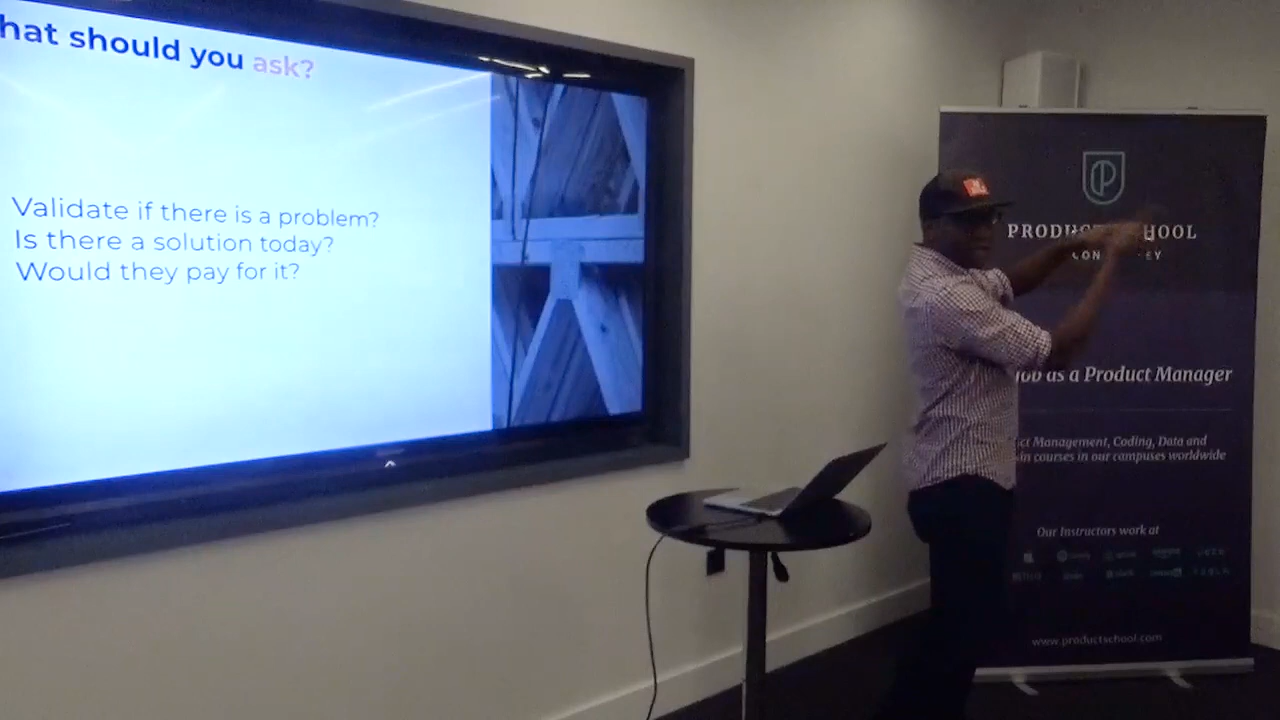 hat should you ask?
Validate if there is a problem?
Is there a solution today?
Would they pay for it?
PRODUCT SCHOOL
job as a Product Manager
ct Management, Coding, Data and
in courses in our campuses worldwide
Our Instructors work at
www.productschool.com